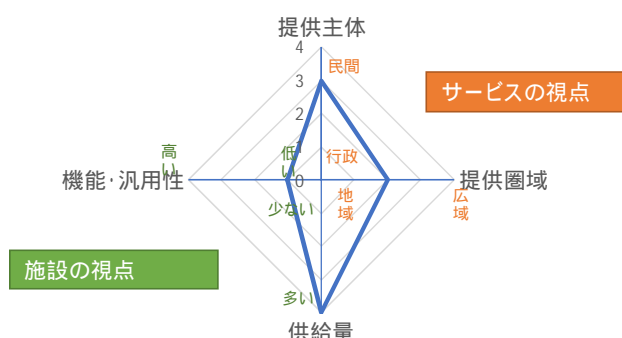 提供主体
4
民間
3
サービスの視点
2
1
高い
低い
行政
機能・汎用性
0
提供圏域
地域
広域
少ない
施設の視点
多い
供給量